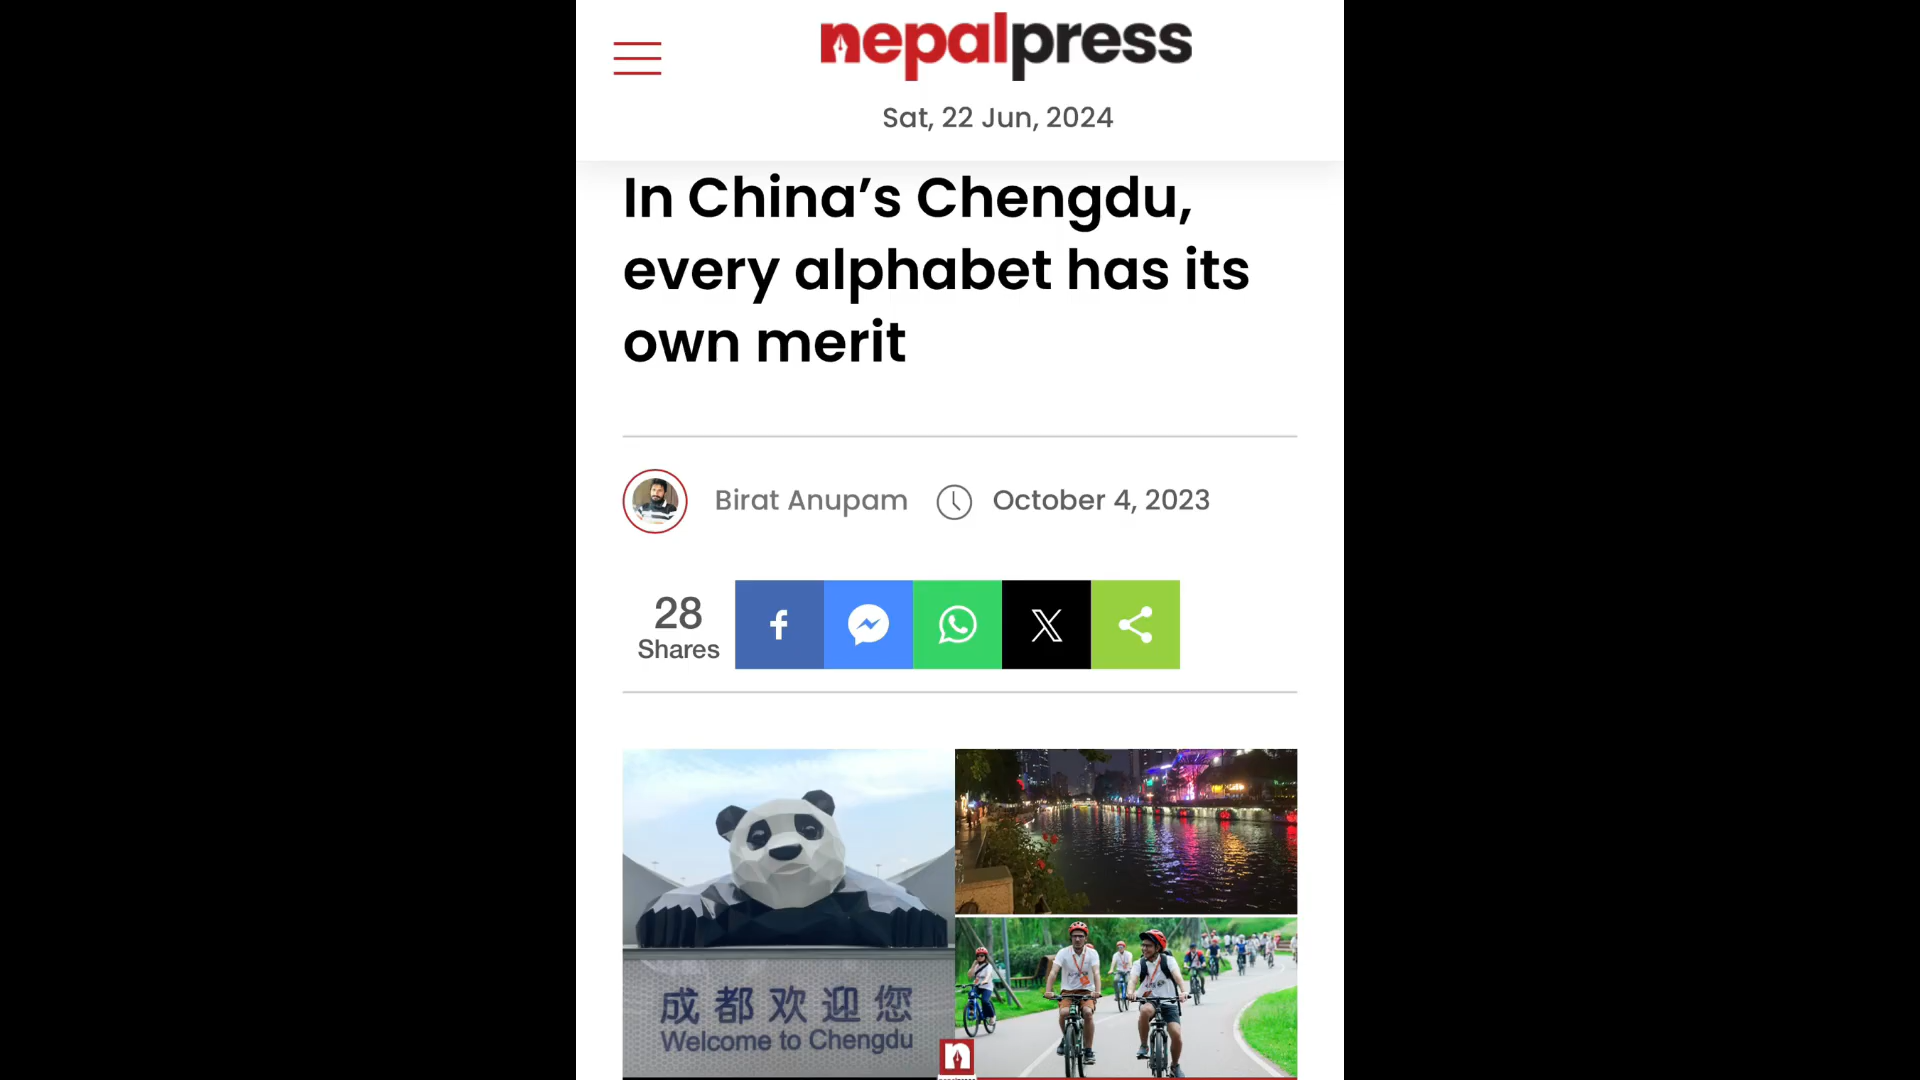 nepalpress
Sat, 22 Jun, 2024
In China’s Chengdu,
every alphabet has its
own merit
Birat Anupam
October 4, 2023
28
Shares
成都欢迎您
Welcome to Chengdu